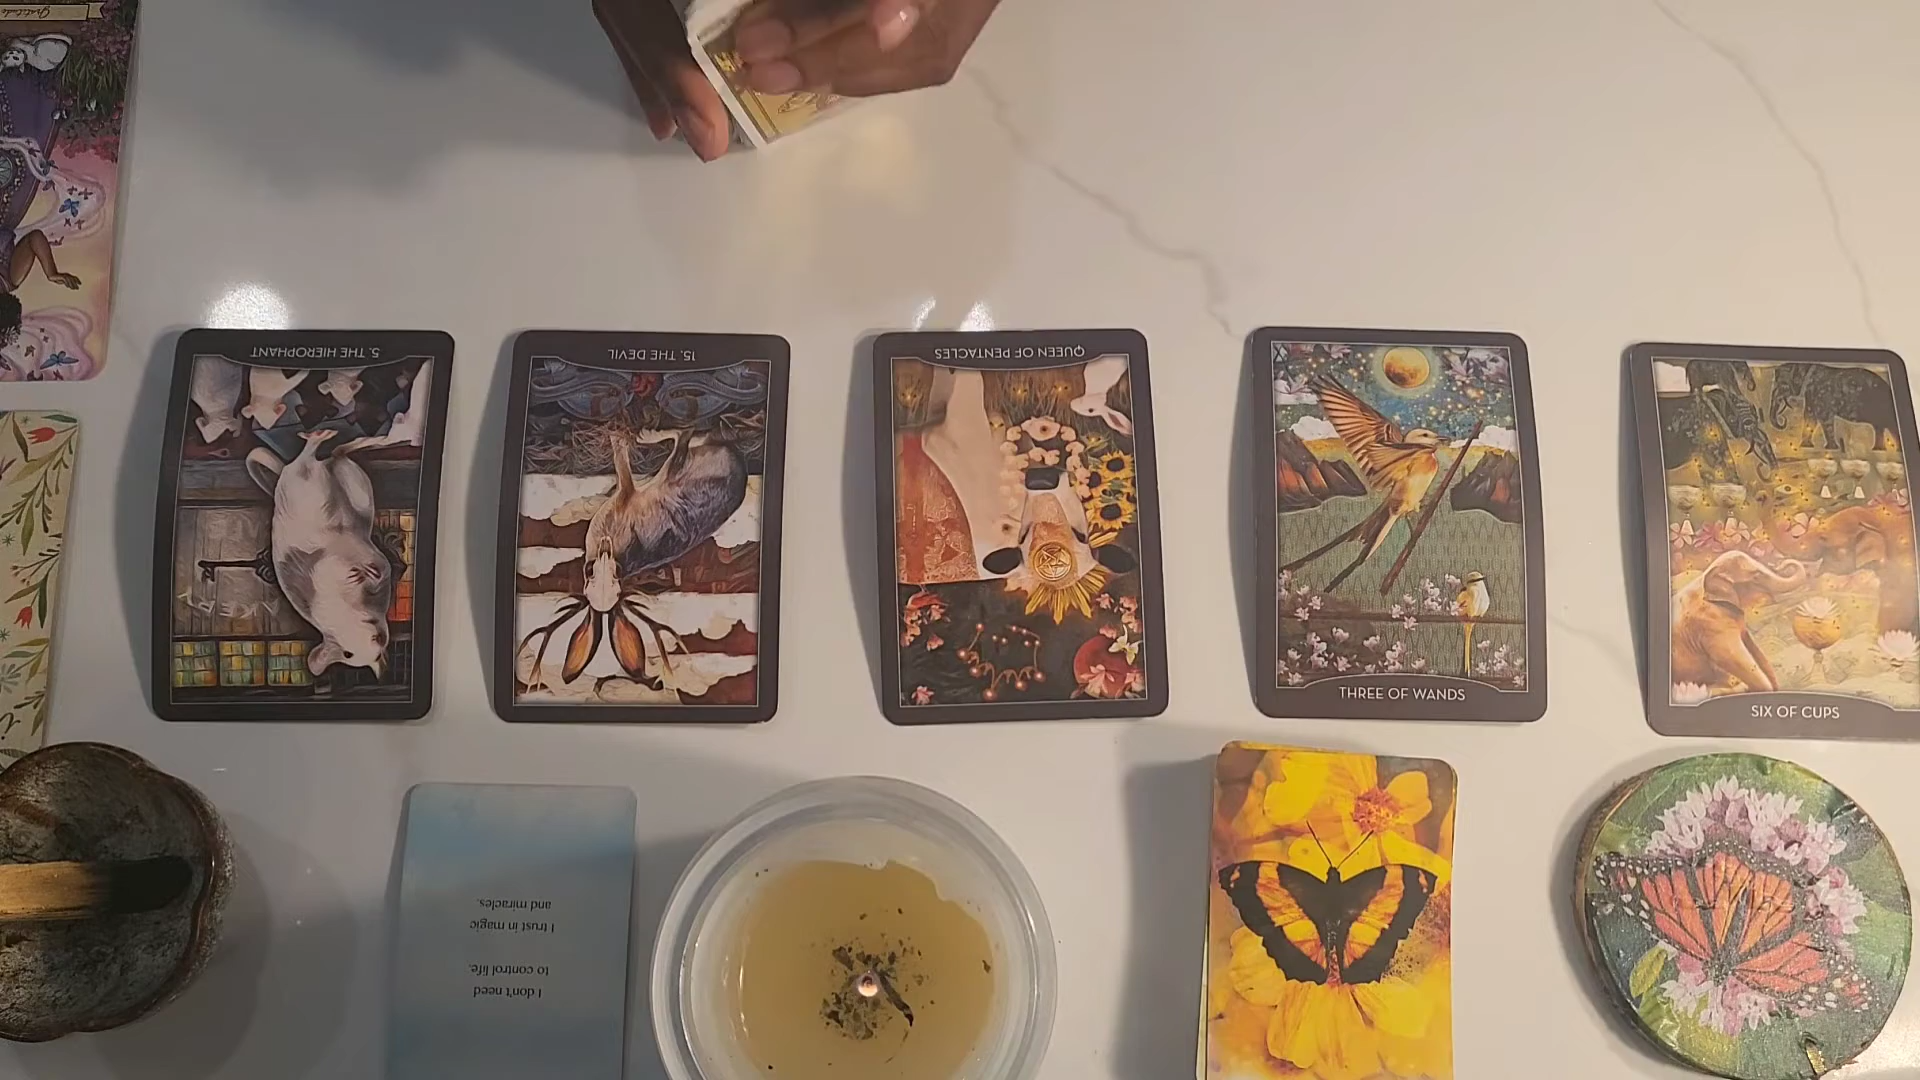 Gratitude
5. THE HIEROPHANT
15. THE DEVIL
QUEEN OF PENTACLES
THREE OF WANDS
SIX OF CUPS
I don't need
to control life.
I trust in magic
and miracles.